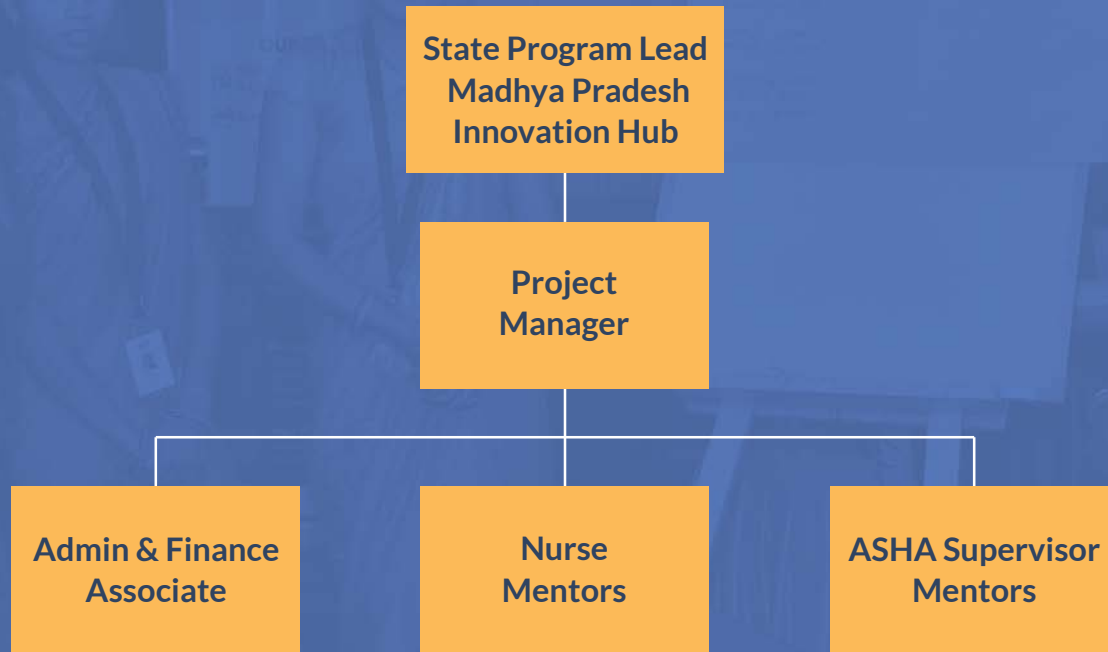 State Program Lead
Madhya Pradesh
Innovation Hub
Project
Manager
Admin & Finance
Associate
Nurse
Mentors
ASHA Supervisor
Mentors